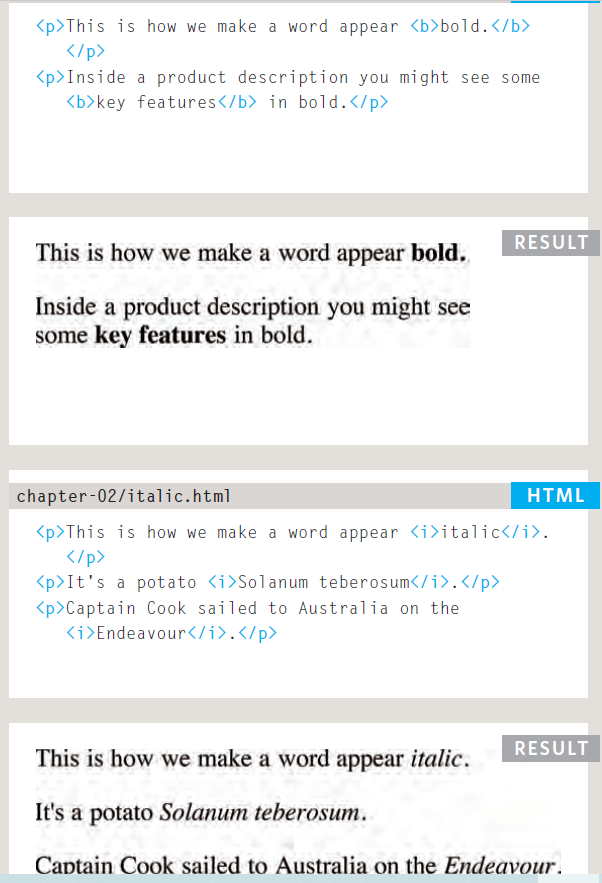 <p>This is how we make a word appear <b>bold.</b>
</p>
<p>Inside a product description you might see some
<b>key features</b> in bold.</p>
RESULT
This is how we make a word appear bold.
Inside a product description you might see
some key features in bold.
chapter-02/italic.html HTML
<p>This is how we make a word appear <i>italic</i>.
</p>
<p>It's a potato <i>Solanum teberosum</i>.</p>
<p>Captain Cook sailed to Australia on the
<i>Endeavour</i>.</p>
RESULT
This is how we make a word appear italic.
It's a potato Solanum teberosum.
Captain Cook sailed to Australia on the Endeavour.